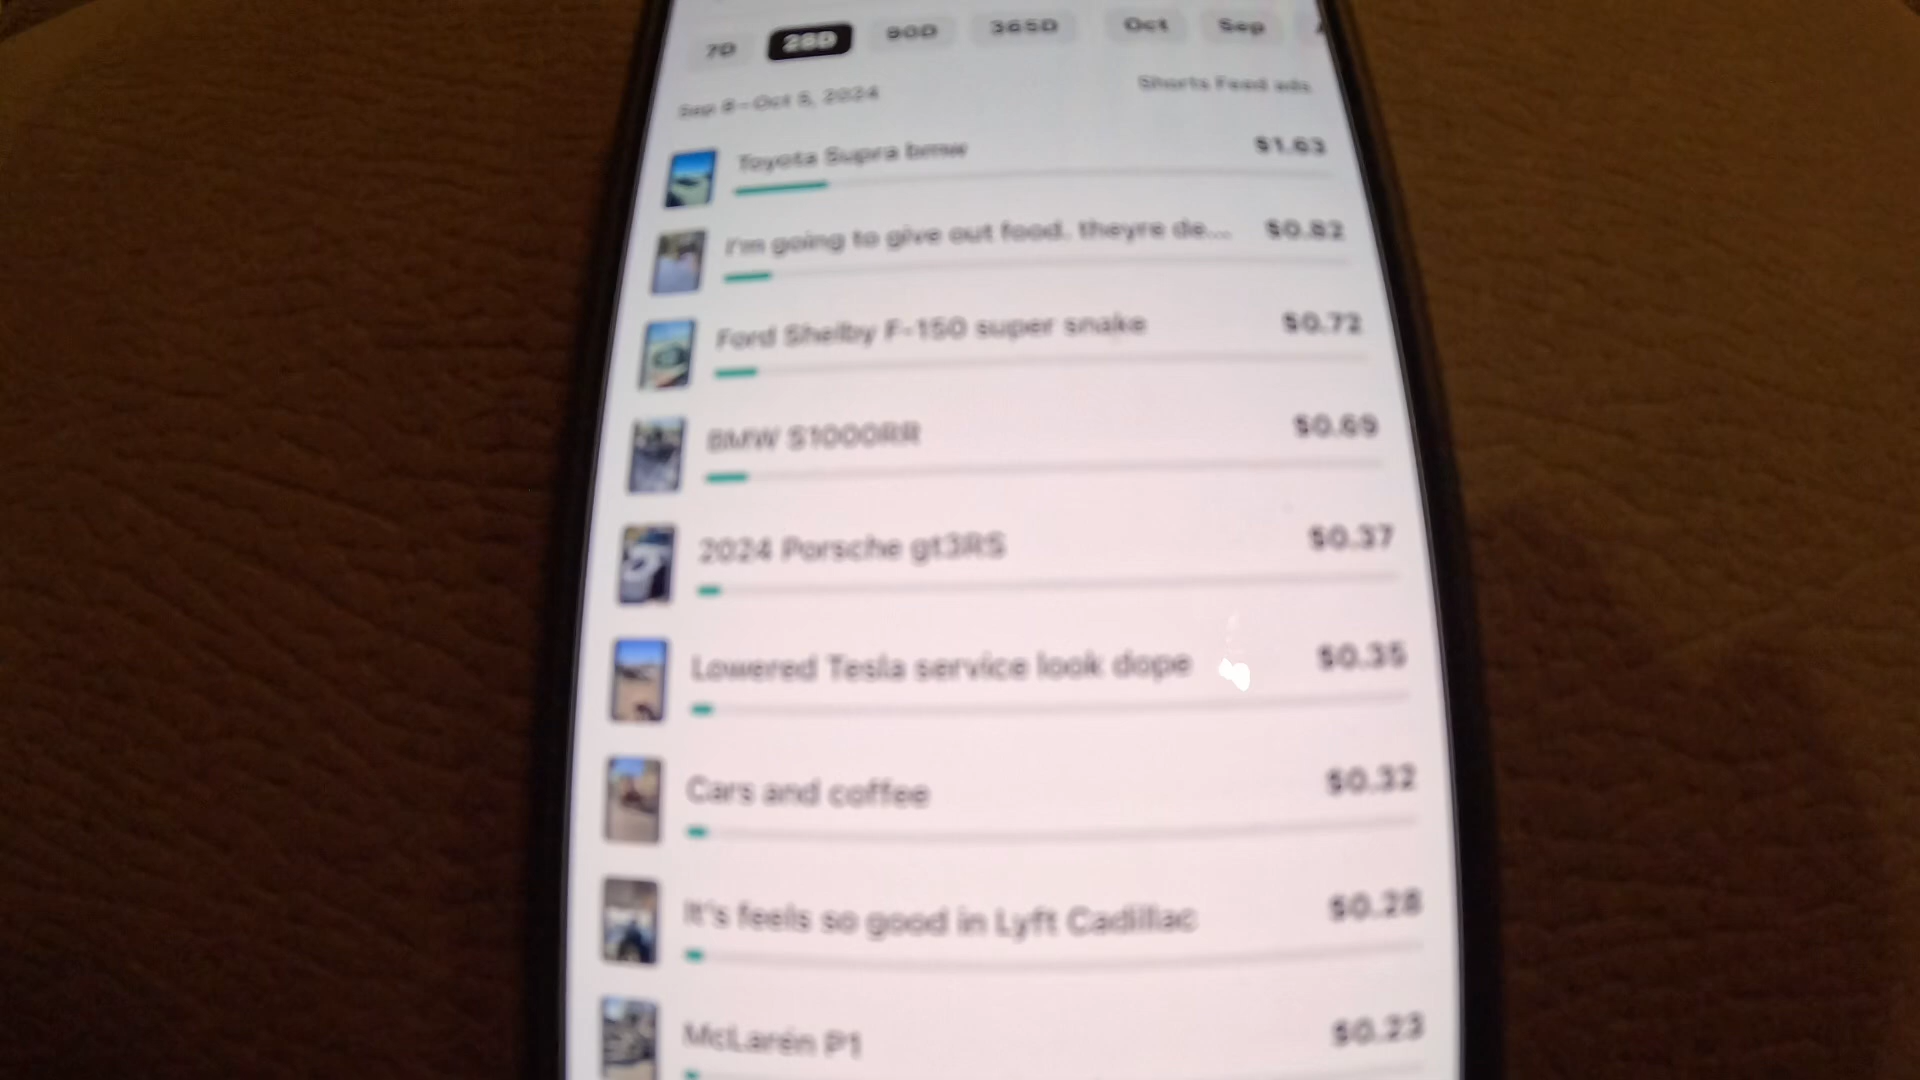 7D 28D 90D 365D Oct Sep
Sep 8–Oct 5, 2024 Shorts Feed ads
Toyota Supra bmw $1.63
I'm going to give out food. theyre de... $0.82
Ford Shelby F-150 super snake $0.72
BMW S1000RR $0.69
2024 Porsche gt3RS $0.37
Lowered Tesla service look dope $0.35
Cars and coffee $0.32
It's feels so good in Lyft Cadillac $0.28
McLaren P1 $0.23